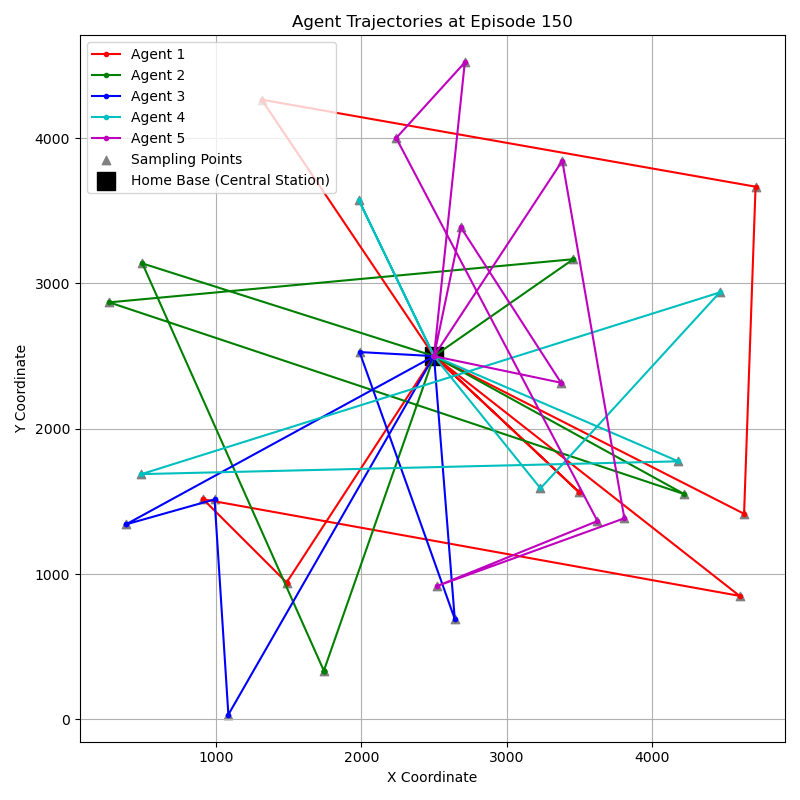 Agent Trajectories at Episode 150
Agent 1
Agent 2
Agent 3
Agent 4
Agent 5
Sampling Points
Home Base (Central Station)
Y Coordinate
4000
3000
2000
1000
0
1000 2000 3000 4000
X Coordinate